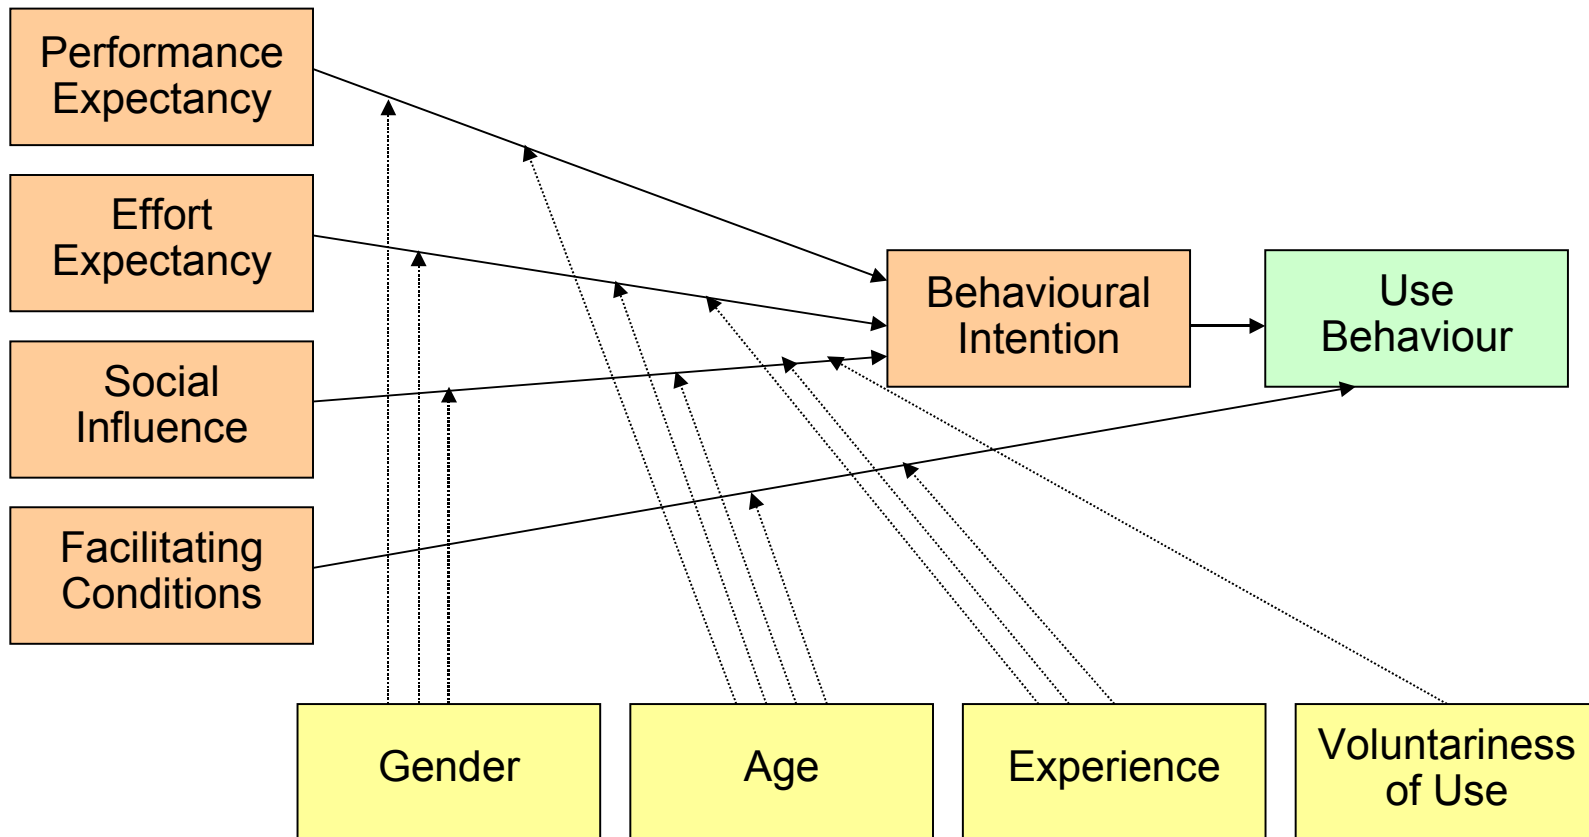 Performance
Expectancy
Effort
Expectancy
Social
Influence
Facilitating
Conditions
Behavioural
Intention
Use
Behaviour
Gender
Age
Experience
Voluntariness
of Use